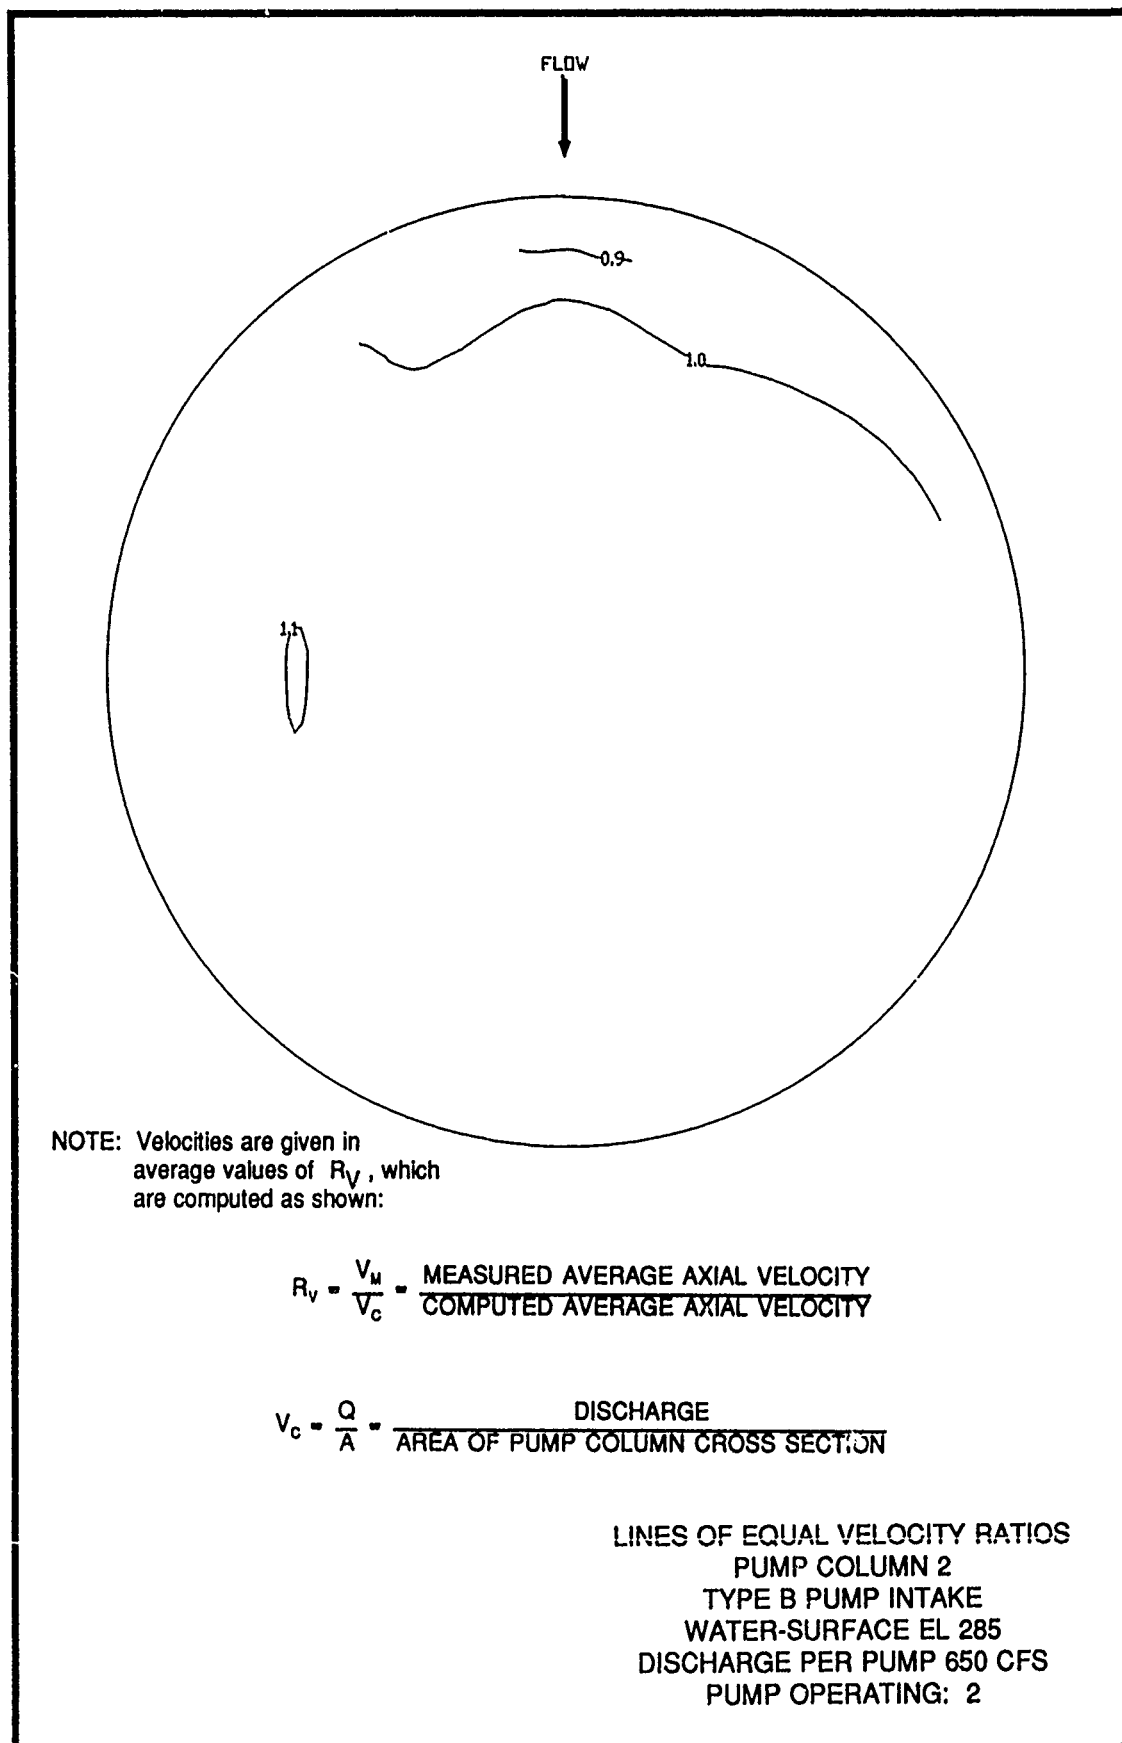 FLOW
0.9
1.0
1.1
NOTE: Velocities are given in
average values of R_V, which
are computed as shown:
R_V = V_M / V_C = MEASURED AVERAGE AXIAL VELOCITY / COMPUTED AVERAGE AXIAL VELOCITY
V_C = Q / A = DISCHARGE / AREA OF PUMP COLUMN CROSS SECTION
LINES OF EQUAL VELOCITY RATIOS
PUMP COLUMN 2
TYPE B PUMP INTAKE
WATER-SURFACE EL 285
DISCHARGE PER PUMP 650 CFS
PUMP OPERATING: 2